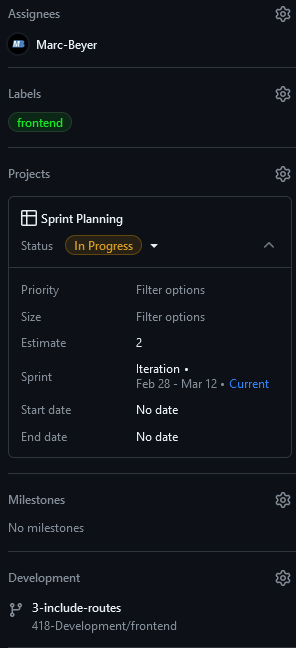 Assignees
Marc-Beyer
Labels
frontend
Projects
Sprint Planning
Status In Progress
Priority Filter options
Size Filter options
Estimate 2
Sprint Iteration •
Feb 28 - Mar 12 • Current
Start date No date
End date No date
Milestones
No milestones
Development
3-include-routes
418-Development/frontend